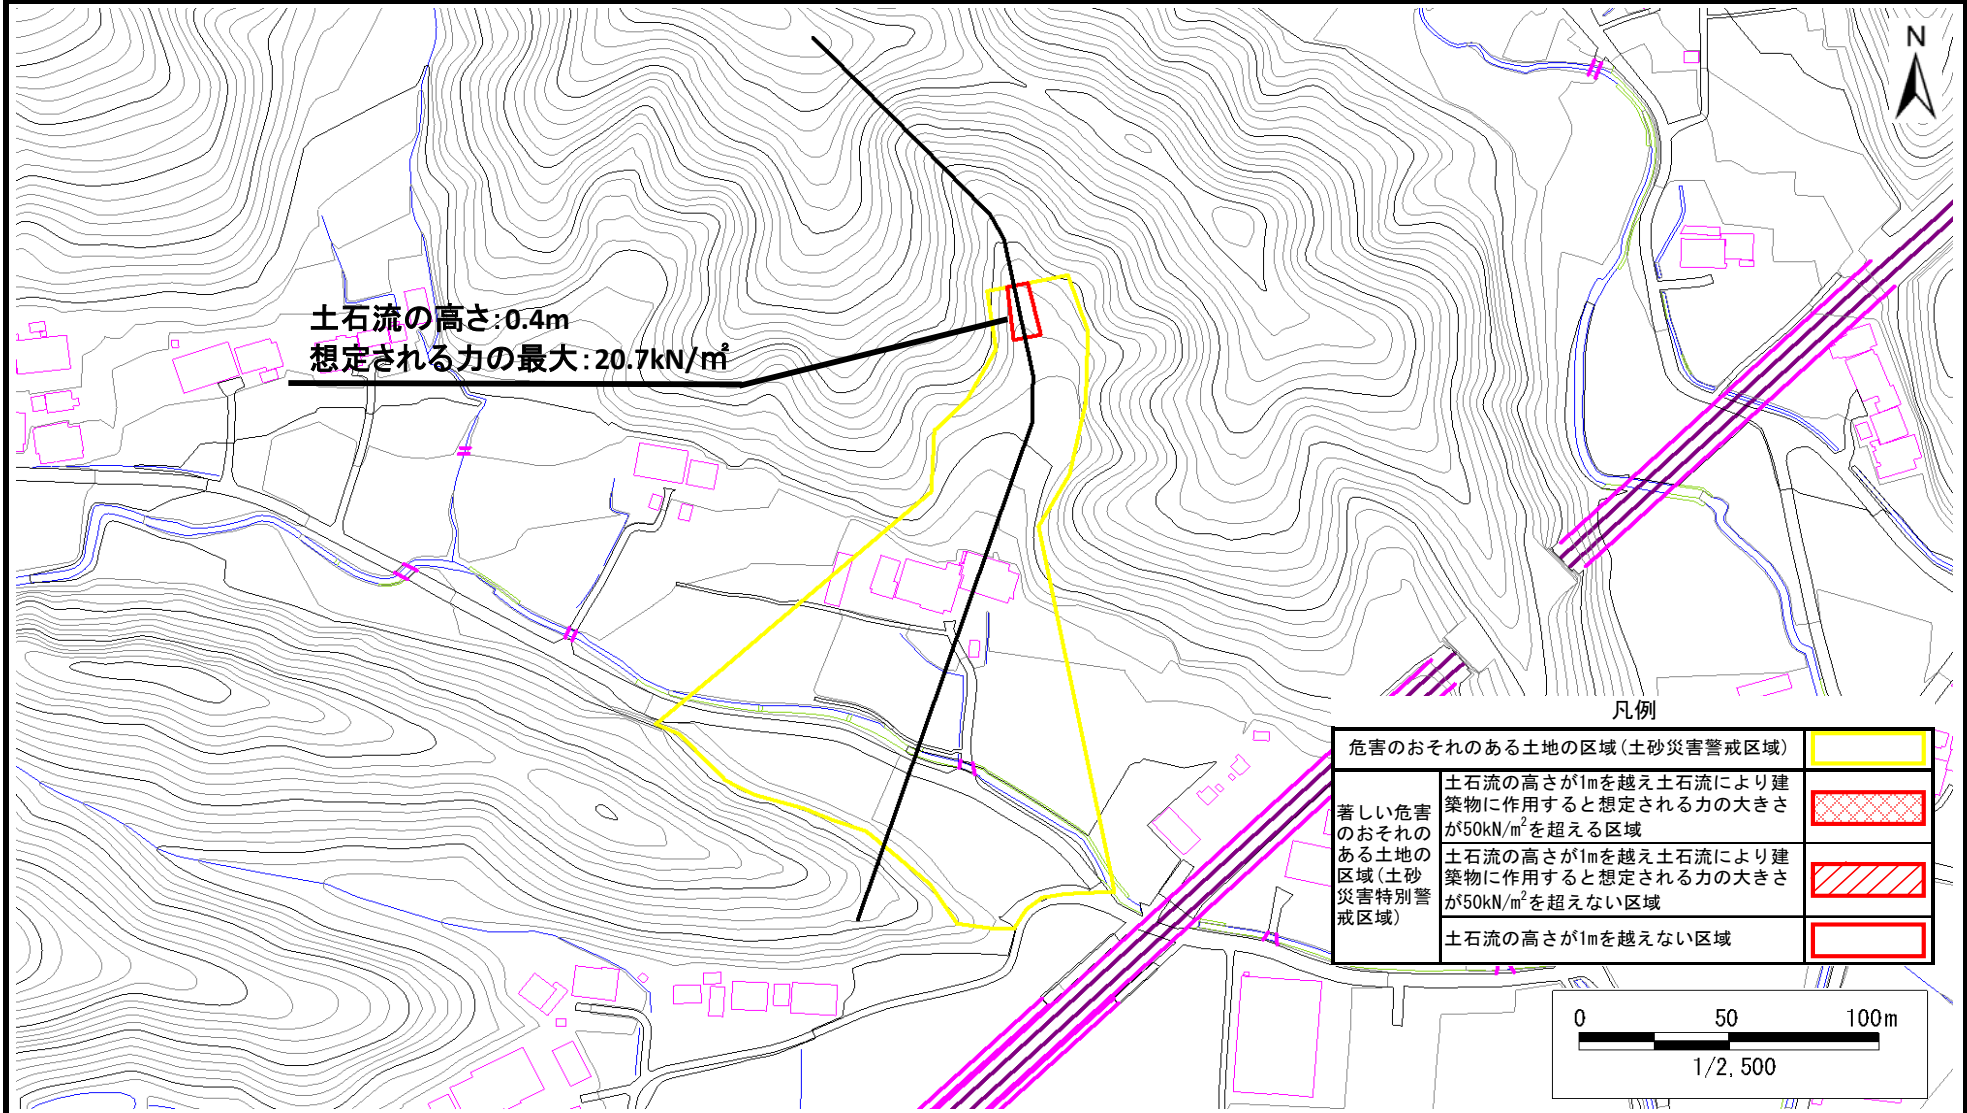 N
土石流の高さ:0.4m
想定される力の最大:20.7kN/㎡
凡例
危害のおそれのある土地の区域(土砂災害警戒区域)
著しい危害
のおそれの
ある土地の
区域(土砂
災害特別警
戒区域)
土石流の高さが1mを越え土石流により建
築物に作用すると想定される力の大きさ
が50kN/m²を超える区域
土石流の高さが1mを越え土石流により建
築物に作用すると想定される力の大きさ
が50kN/m²を超えない区域
土石流の高さが1mを越えない区域
0 50 100m
1/2,500